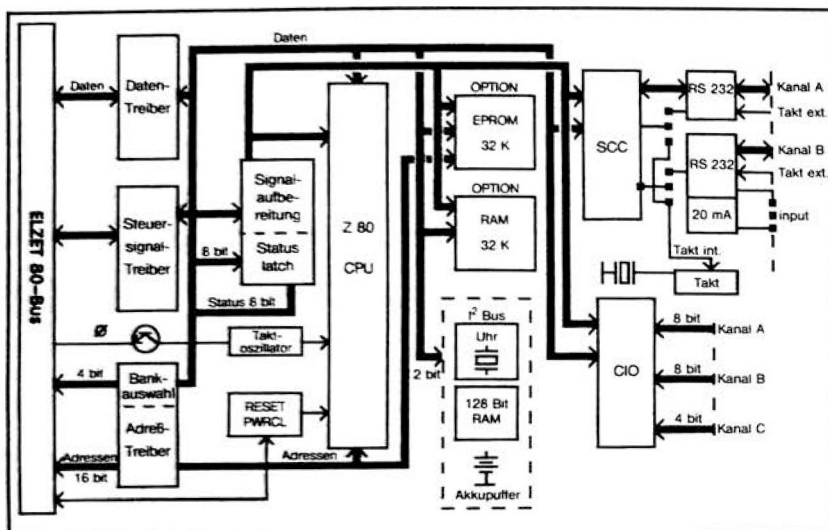 ELZET 80-Bus
Daten
Daten-
Treiber
Daten
Steuer-
signal-
Treiber
Signal-
aufbe-
reitung
8 bit
Status
latch
Status 8 bit
Ø
Takt-
oszillator
4 bit
Bank-
auswahl
Adreß-
Treiber
RESET
PWRCL
Adressen
16 bit
Adressen
Z 80
CPU
OPTION
EPROM
32 K
OPTION
RAM
32 K
2 bit
I² Bus
Uhr
128 Bit
RAM
Akkupuffer
SCC
RS 232
Kanal A
Takt ext.
RS 232
Kanal B
Takt ext.
20 mA
input
Takt int.
Takt
CIO
8 bit
Kanal A
8 bit
Kanal B
4 bit
Kanal C